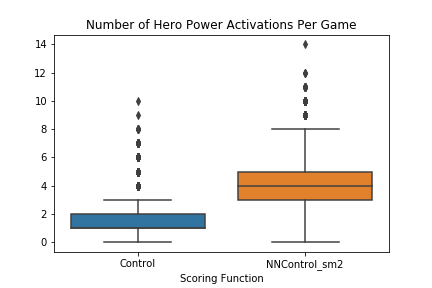 Number of Hero Power Activations Per Game
14
12
10
8
6
4
2
0
Control NNControl_sm2
Scoring Function